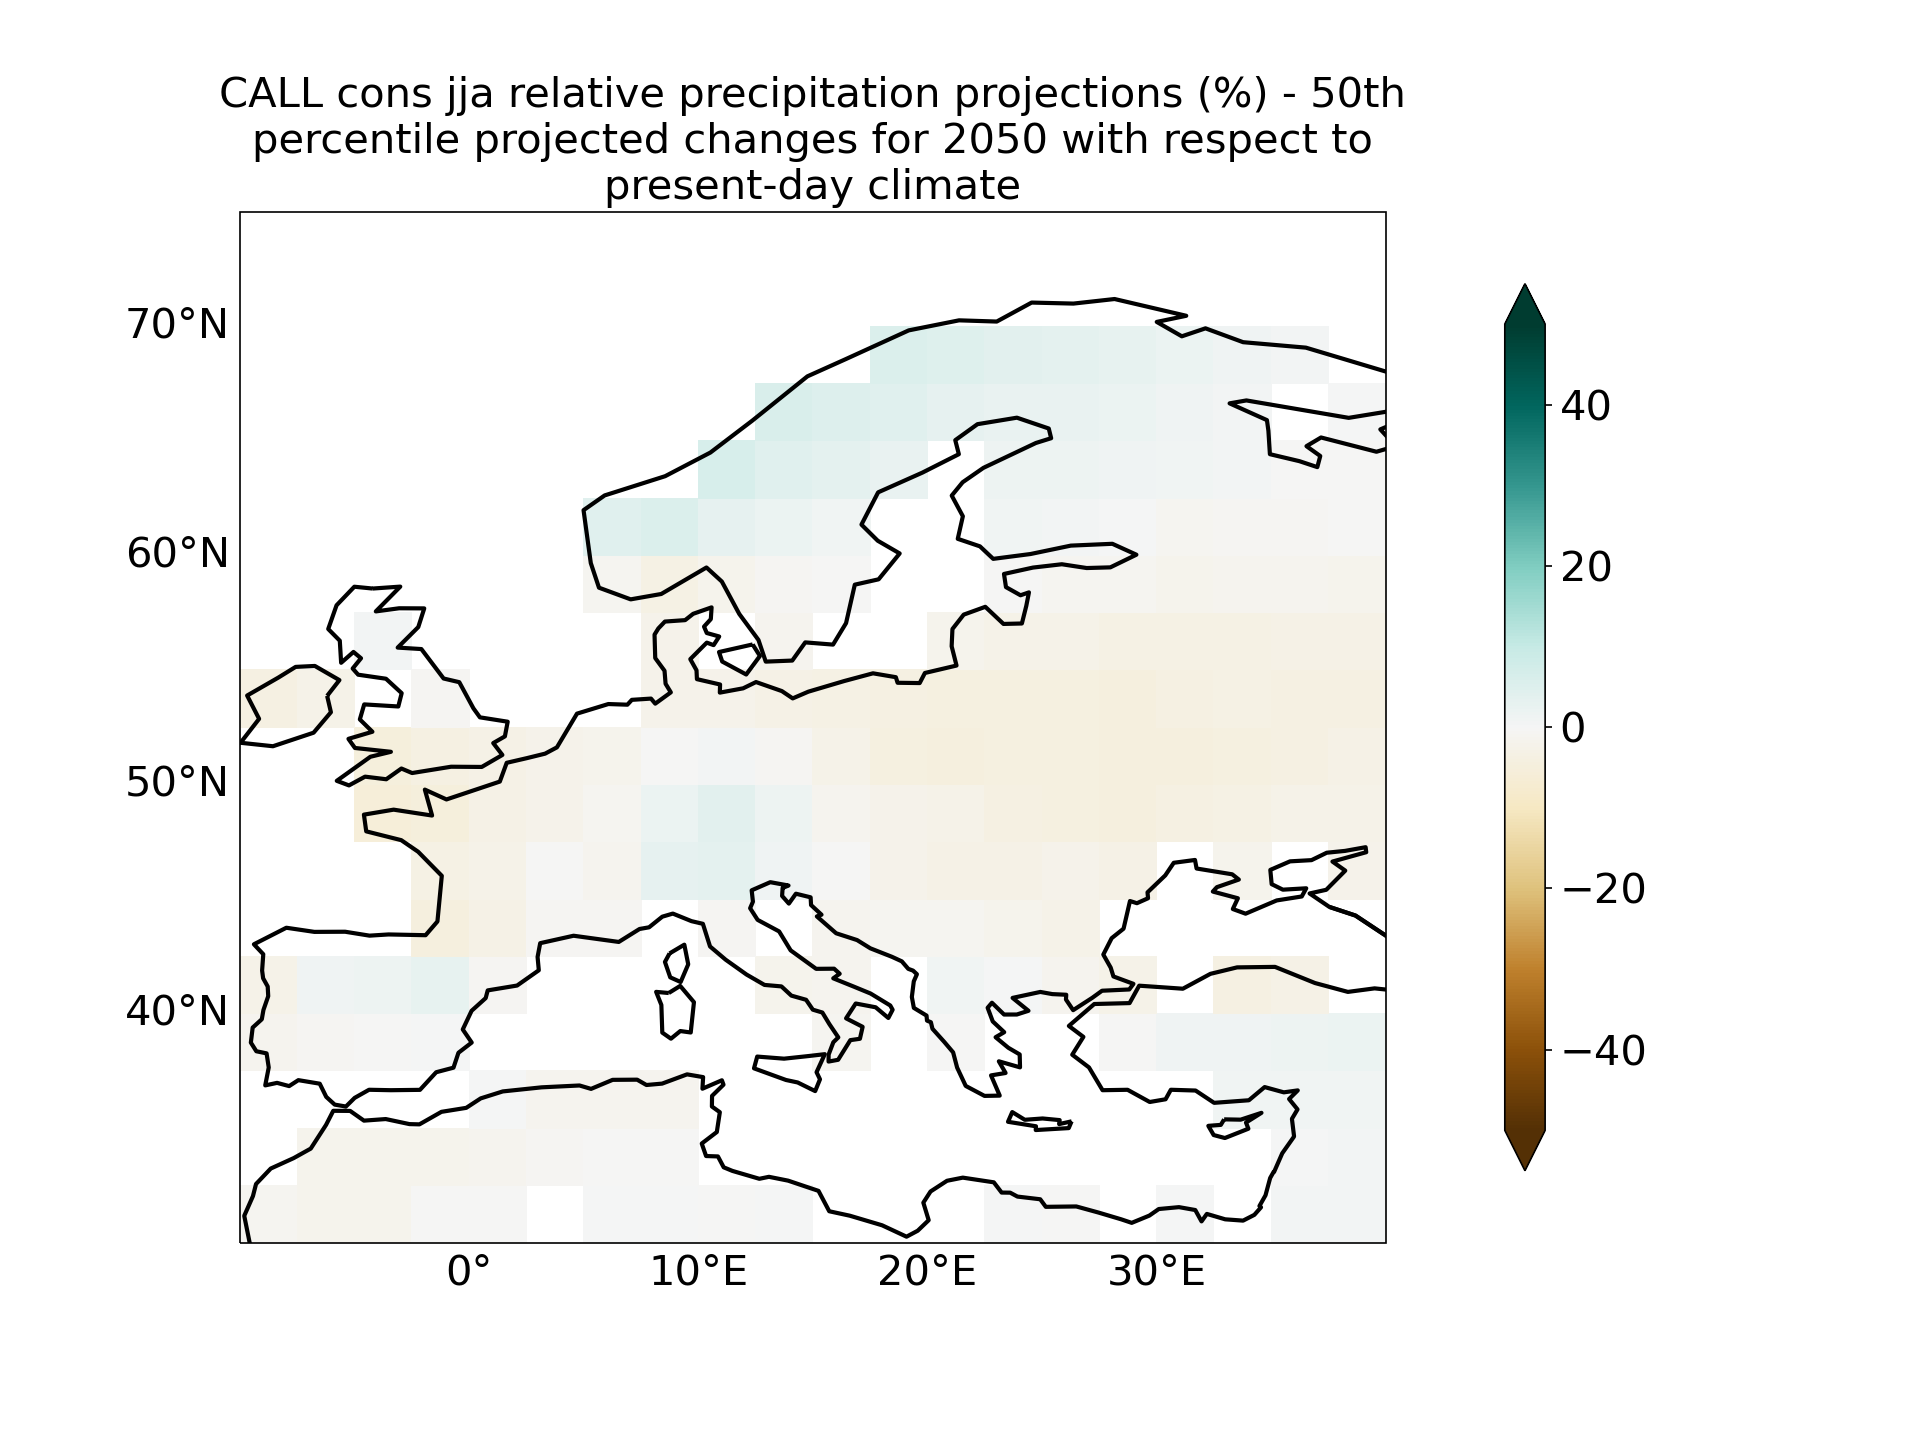 CALL cons jja relative precipitation projections (%) - 50th
percentile projected changes for 2050 with respect to
present-day climate
70°N
60°N
50°N
40°N
0°
10°E
20°E
30°E
40
20
0
−20
−40